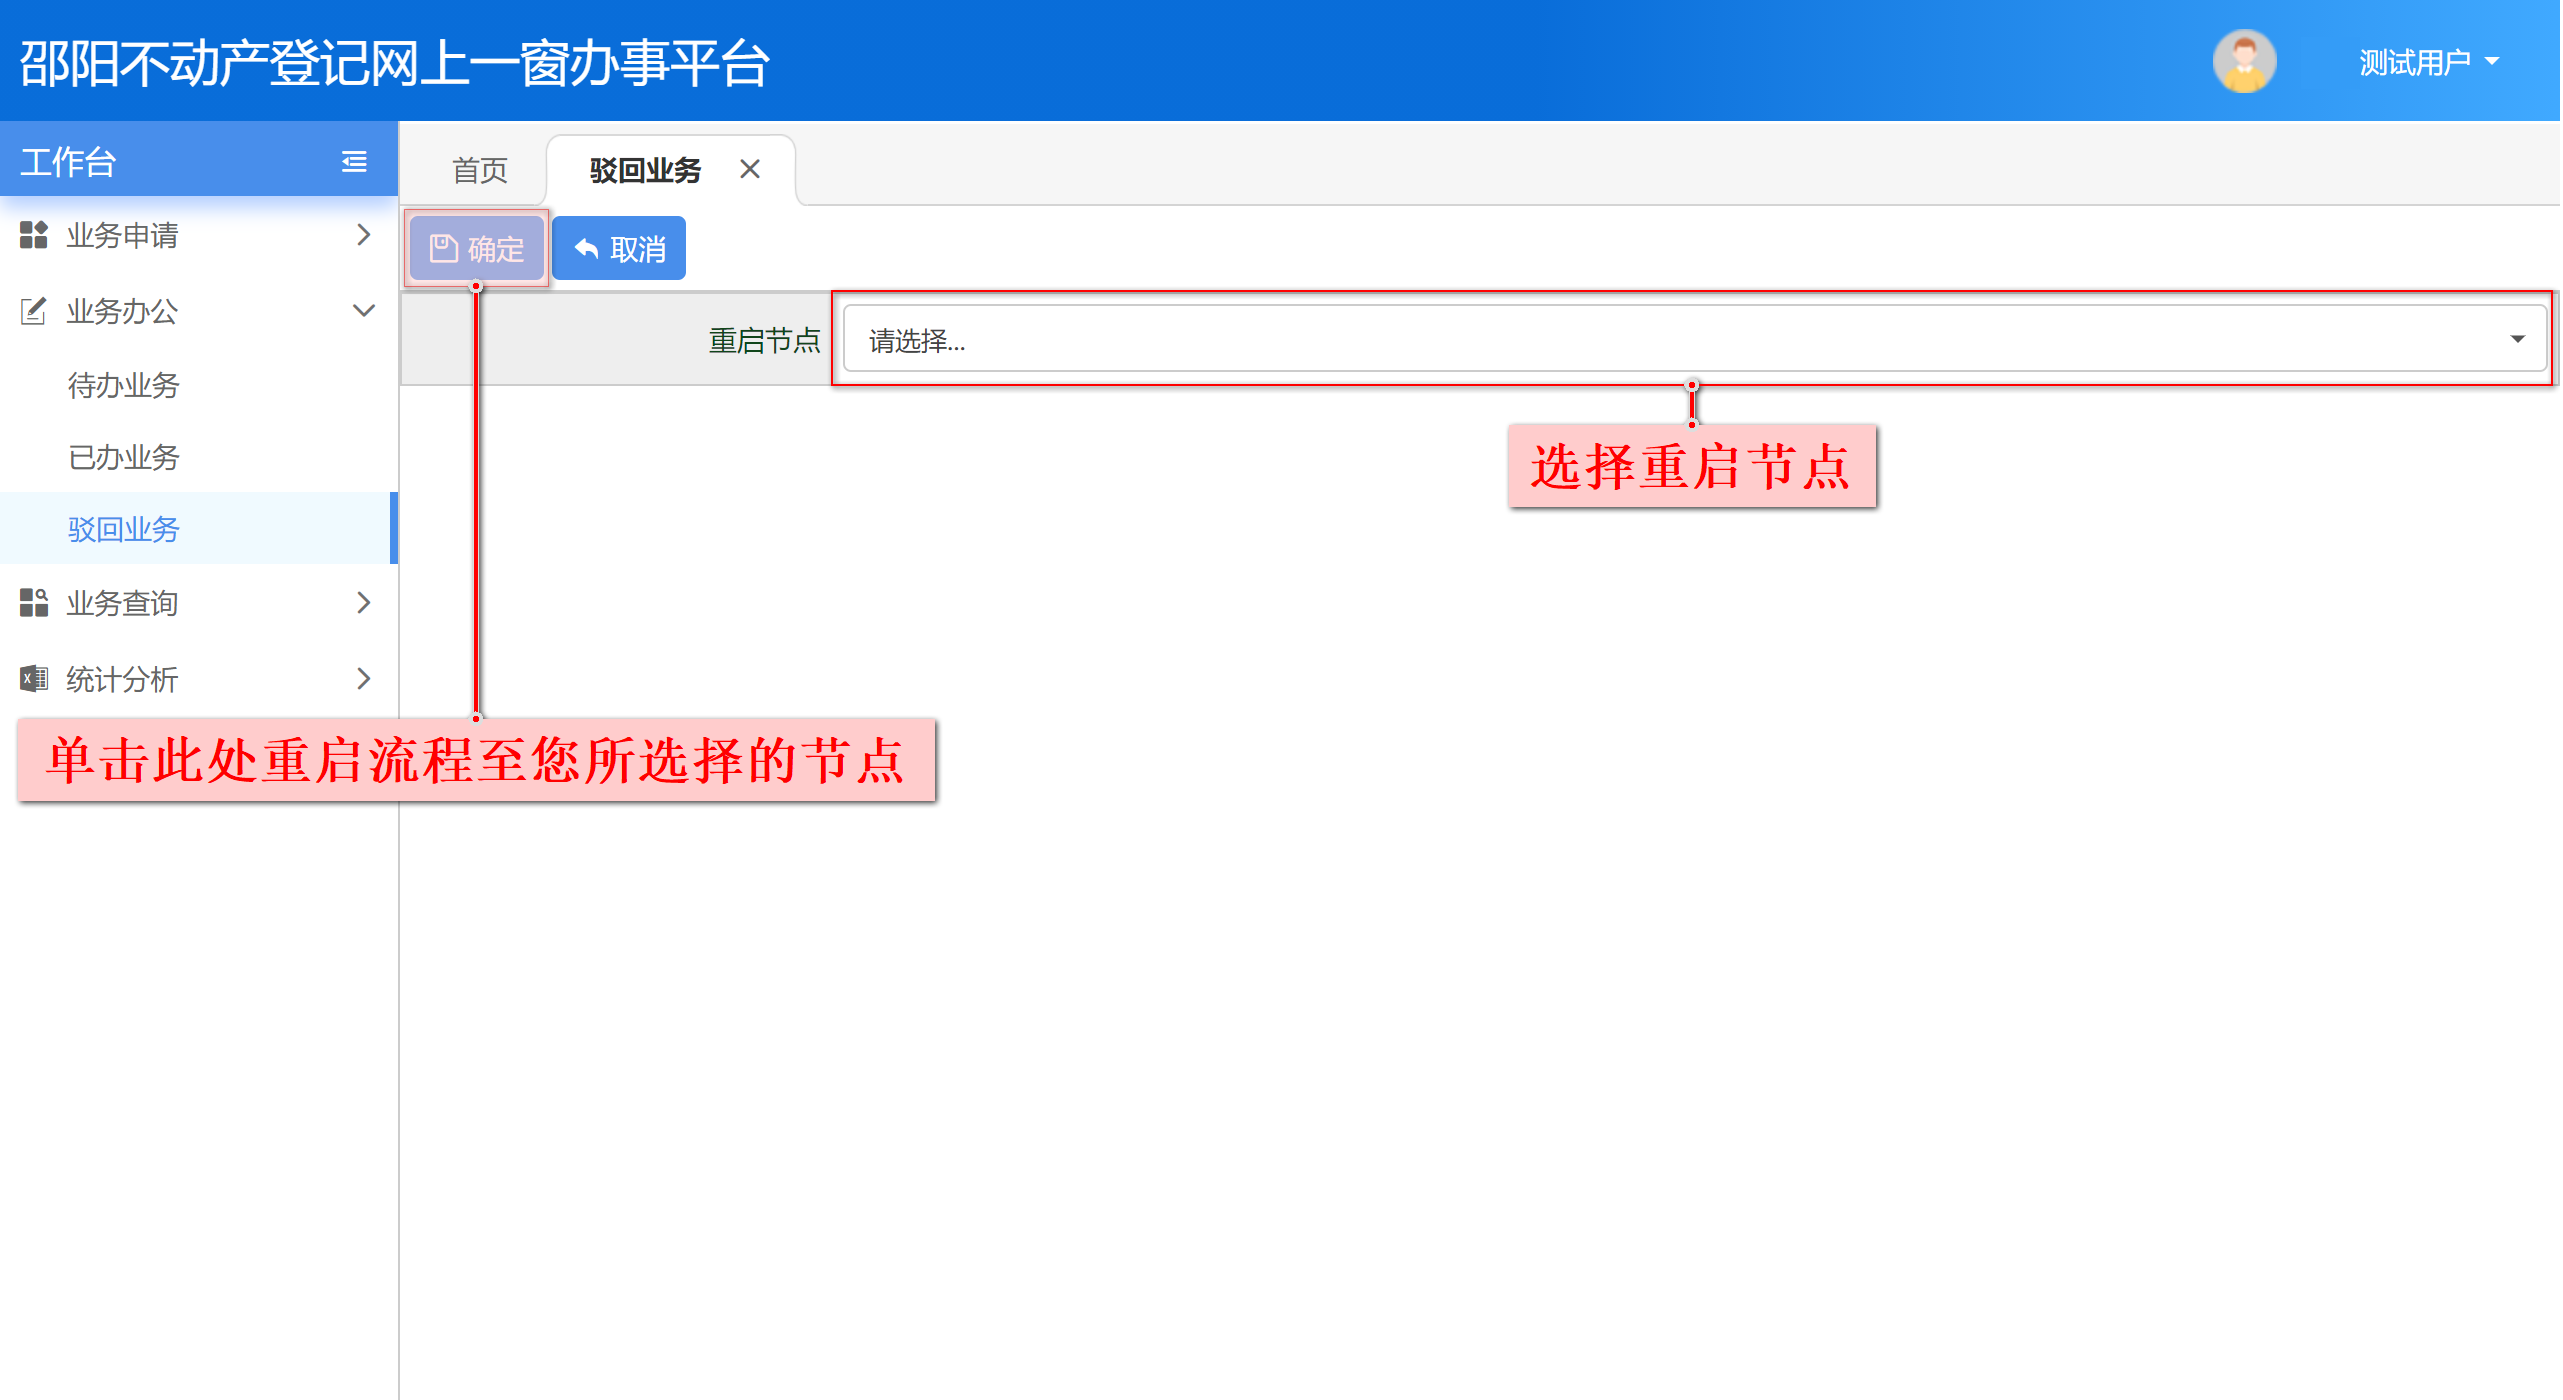 邵阳不动产登记网上一窗办事平台
测试用户
工作台
首页
驳回业务
业务申请
确定
取消
业务办公
重启节点
请选择...
待办业务
已办业务
选择重启节点
驳回业务
业务查询
统计分析
单击此处重启流程至您所选择的节点